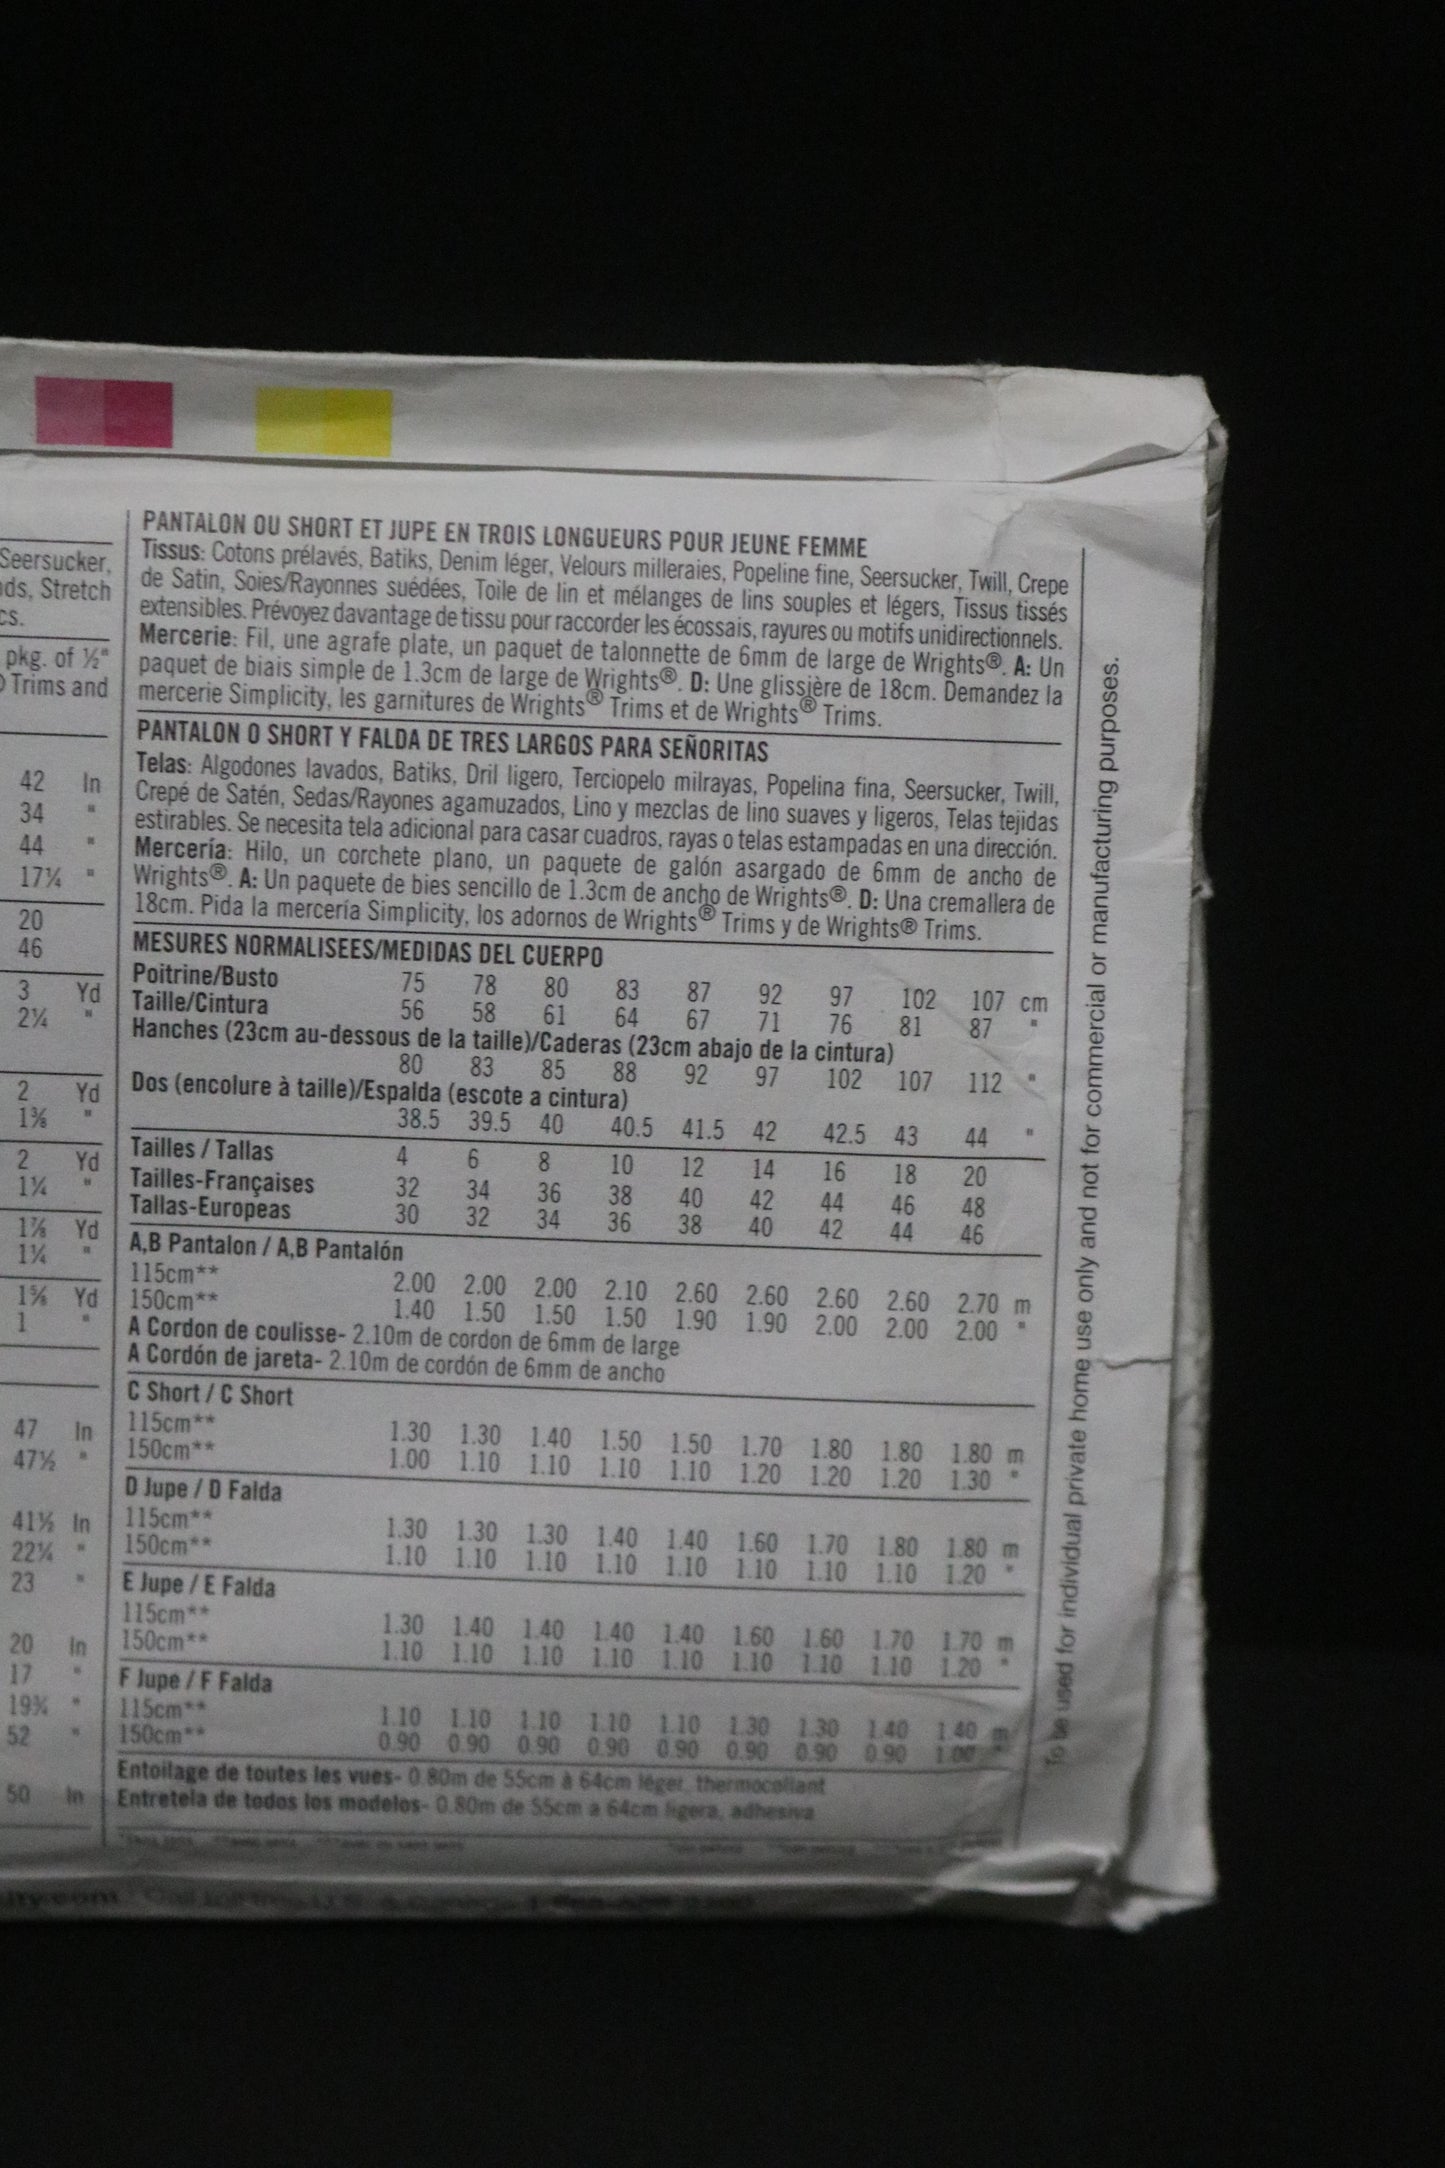 Seersucker,
nds, Stretch
cs.
pkg. of ½"
Trims and
42 In
34 "
44 "
17¼ "
20
46
3 Yd
2¼ "
2 Yd
1⅜ "
2 Yd
1¼ "
1⅞ Yd
1¼ "
1⅝ Yd
1 "
47 In
47½ "
41½ In
22¼ "
23 "
20 In
17 "
19¾ "
52 "
50 In
PANTALON OU SHORT ET JUPE EN TROIS LONGUEURS POUR JEUNE FEMME
Tissus: Cotons prélavés, Batiks, Denim léger, Velours milleraies, Popeline fine, Seersucker, Twill, Crepe
de Satin, Soies/Rayonnes suédées, Toile de lin et mélanges de lins souples et légers, Tissus tissés
extensibles. Prévoyez davantage de tissu pour raccorder les écossais, rayures ou motifs unidirectionnels.
Mercerie: Fil, une agrafe plate, un paquet de talonnette de 6mm de large de Wrights®. A: Un
paquet de biais simple de 1.3cm de large de Wrights®. D: Une glissière de 18cm. Demandez la
mercerie Simplicity, les garnitures de Wrights® Trims et de Wrights® Trims.
PANTALON O SHORT Y FALDA DE TRES LARGOS PARA SEÑORITAS
Telas: Algodones lavados, Batiks, Dril ligero, Terciopelo milrayas, Popelina fina, Seersucker, Twill,
Crepé de Satén, Sedas/Rayones agamuzados, Lino y mezclas de lino suaves y ligeros, Telas tejidas
estirables. Se necesita tela adicional para casar cuadros, rayas o telas estampadas en una dirección.
Mercería: Hilo, un corchete plano, un paquete de galón asargado de 6mm de ancho de
Wrights®. A: Un paquete de bies sencillo de 1.3cm de ancho de Wrights®. D: Una cremallera de
18cm. Pida la mercería Simplicity, los adornos de Wrights® Trims y de Wrights® Trims.
MESURES NORMALISEES/MEDIDAS DEL CUERPO
Poitrine/Busto 75 78 80 83 87 92 97 102 107 cm
Taille/Cintura 56 58 61 64 67 71 76 81 87 "
Hanches (23cm au-dessous de la taille)/Caderas (23cm abajo de la cintura)
80 83 85 88 92 97 102 107 112 "
Dos (encolure à taille)/Espalda (escote a cintura)
38.5 39.5 40 40.5 41.5 42 42.5 43 44 "
Tailles / Tallas 4 6 8 10 12 14 16 18 20
Tailles-Françaises 32 34 36 38 40 42 44 46 48
Tallas-Europeas 30 32 34 36 38 40 42 44 46
A,B Pantalon / A,B Pantalón
115cm** 2.00 2.00 2.00 2.10 2.60 2.60 2.60 2.60 2.70 m
150cm** 1.40 1.50 1.50 1.50 1.90 1.90 2.00 2.00 2.00 "
A Cordon de coulisse- 2.10m de cordon de 6mm de large
A Cordón de jareta- 2.10m de cordón de 6mm de ancho
C Short / C Short
115cm** 1.30 1.30 1.40 1.50 1.50 1.70 1.80 1.80 1.80 m
150cm** 1.00 1.10 1.10 1.10 1.10 1.20 1.20 1.20 1.30 "
D Jupe / D Falda
115cm** 1.30 1.30 1.30 1.40 1.40 1.60 1.70 1.80 1.80 m
150cm** 1.10 1.10 1.10 1.10 1.10 1.10 1.10 1.10 1.20 "
E Jupe / E Falda
115cm** 1.30 1.40 1.40 1.40 1.40 1.60 1.60 1.70 1.70 m
150cm** 1.10 1.10 1.10 1.10 1.10 1.10 1.10 1.10 1.20 "
F Jupe / F Falda
115cm** 1.10 1.10 1.10 1.10 1.10 1.30 1.30 1.40 1.40 m
150cm** 0.90 0.90 0.90 0.90 0.90 0.90 0.90 0.90 1.00 "
Entoilage de toutes les vues- 0.80m de 55cm à 64cm léger, thermocollant
Entretela de todos los modelos- 0.80m de 55cm a 64cm ligera, adhesiva
To be used for individual private home use only and not for commercial or manufacturing purposes.